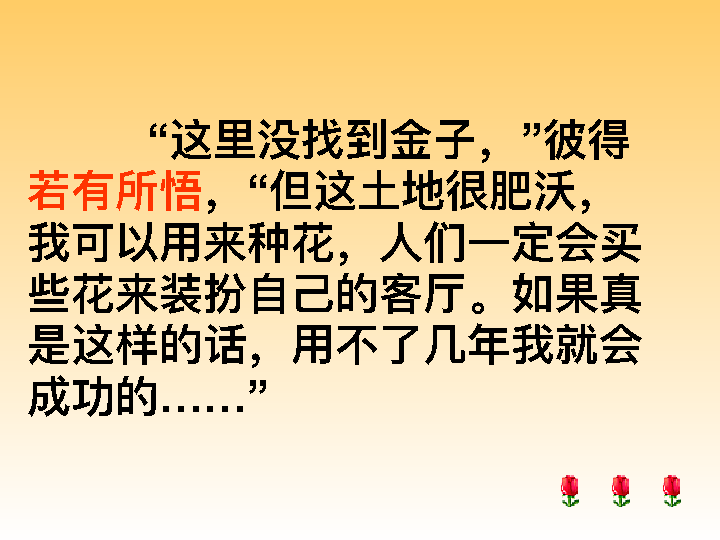 “这里没找到金子，”彼得
若有所悟，“但这土地很肥沃，
我可以用来种花，人们一定会买
些花来装扮自己的客厅。如果真
是这样的话，用不了几年我就会
成功的……”